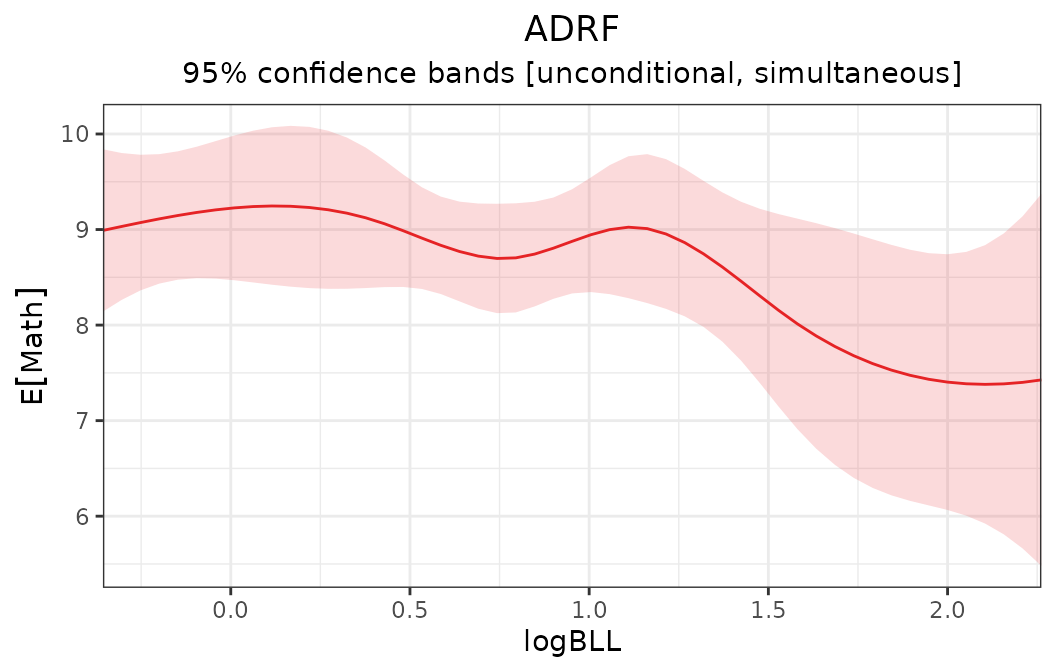 ADRF
95% confidence bands [unconditional, simultaneous]
E[Math]
10
9
8
7
6
0.0 0.5 1.0 1.5 2.0
logBLL